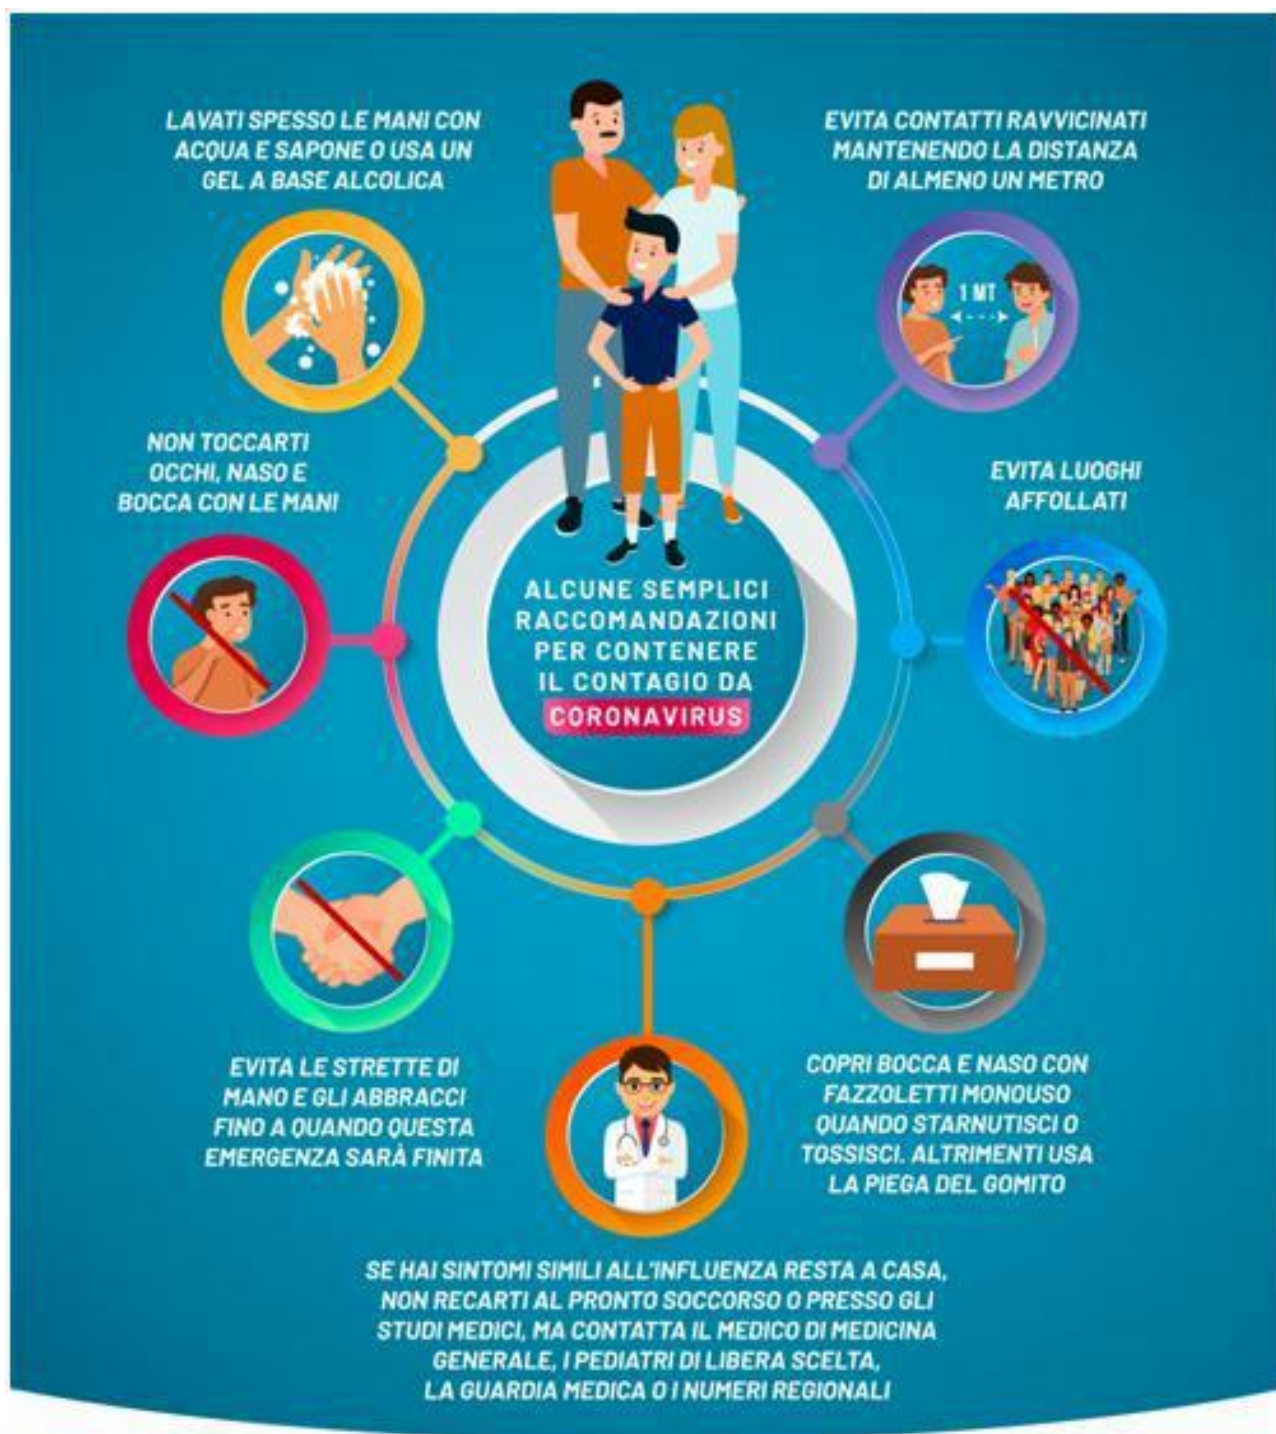 LAVATI SPESSO LE MANI CON
ACQUA E SAPONE O USA UN
GEL A BASE ALCOLICA
EVITA CONTATTI RAVVICINATI
MANTENENDO LA DISTANZA
DI ALMENO UN METRO
1 MT
NON TOCCARTI
OCCHI, NASO E
BOCCA CON LE MANI
EVITA LUOGHI
AFFOLLATI
ALCUNE SEMPLICI
RACCOMANDAZIONI
PER CONTENERE
IL CONTAGIO DA
CORONAVIRUS
EVITA LE STRETTE DI
MANO E GLI ABBRACCI
FINO A QUANDO QUESTA
EMERGENZA SARÀ FINITA
COPRI BOCCA E NASO CON
FAZZOLETTI MONOUSO
QUANDO STARNUTISCI O
TOSSISCI. ALTRIMENTI USA
LA PIEGA DEL GOMITO
SE HAI SINTOMI SIMILI ALL'INFLUENZA RESTA A CASA,
NON RECARTI AL PRONTO SOCCORSO O PRESSO GLI
STUDI MEDICI, MA CONTATTA IL MEDICO DI MEDICINA
GENERALE, I PEDIATRI DI LIBERA SCELTA,
LA GUARDIA MEDICA O I NUMERI REGIONALI